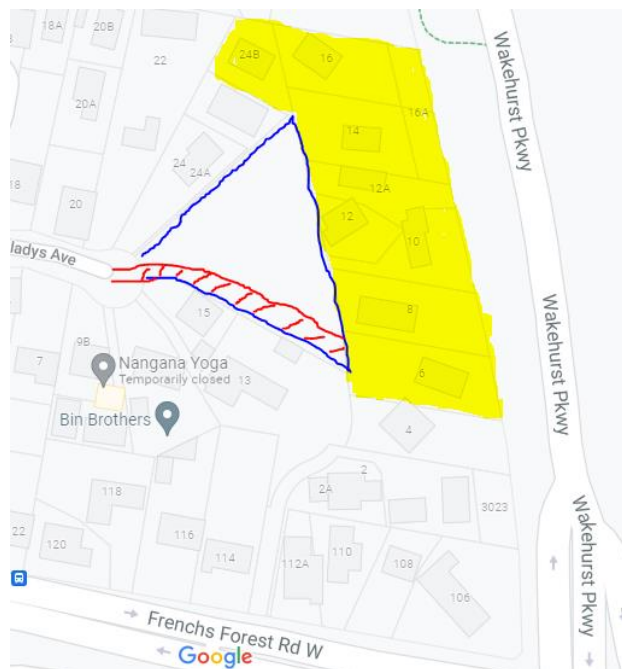 18A
20B
22
24B
16
20A
16A
Wakehurst Pkwy
14
24
24A
12A
18
20
12
10
ladys Ave
8
15
9B
7
Nangana Yoga
Temporarily closed
13
6
Wakehurst Pkwy
Bin Brothers
4
2
2A
118
3023
Wakehurst Pkwy
22
120
116
114
112A
110
108
106
Frenchs Forest Rd W
Google